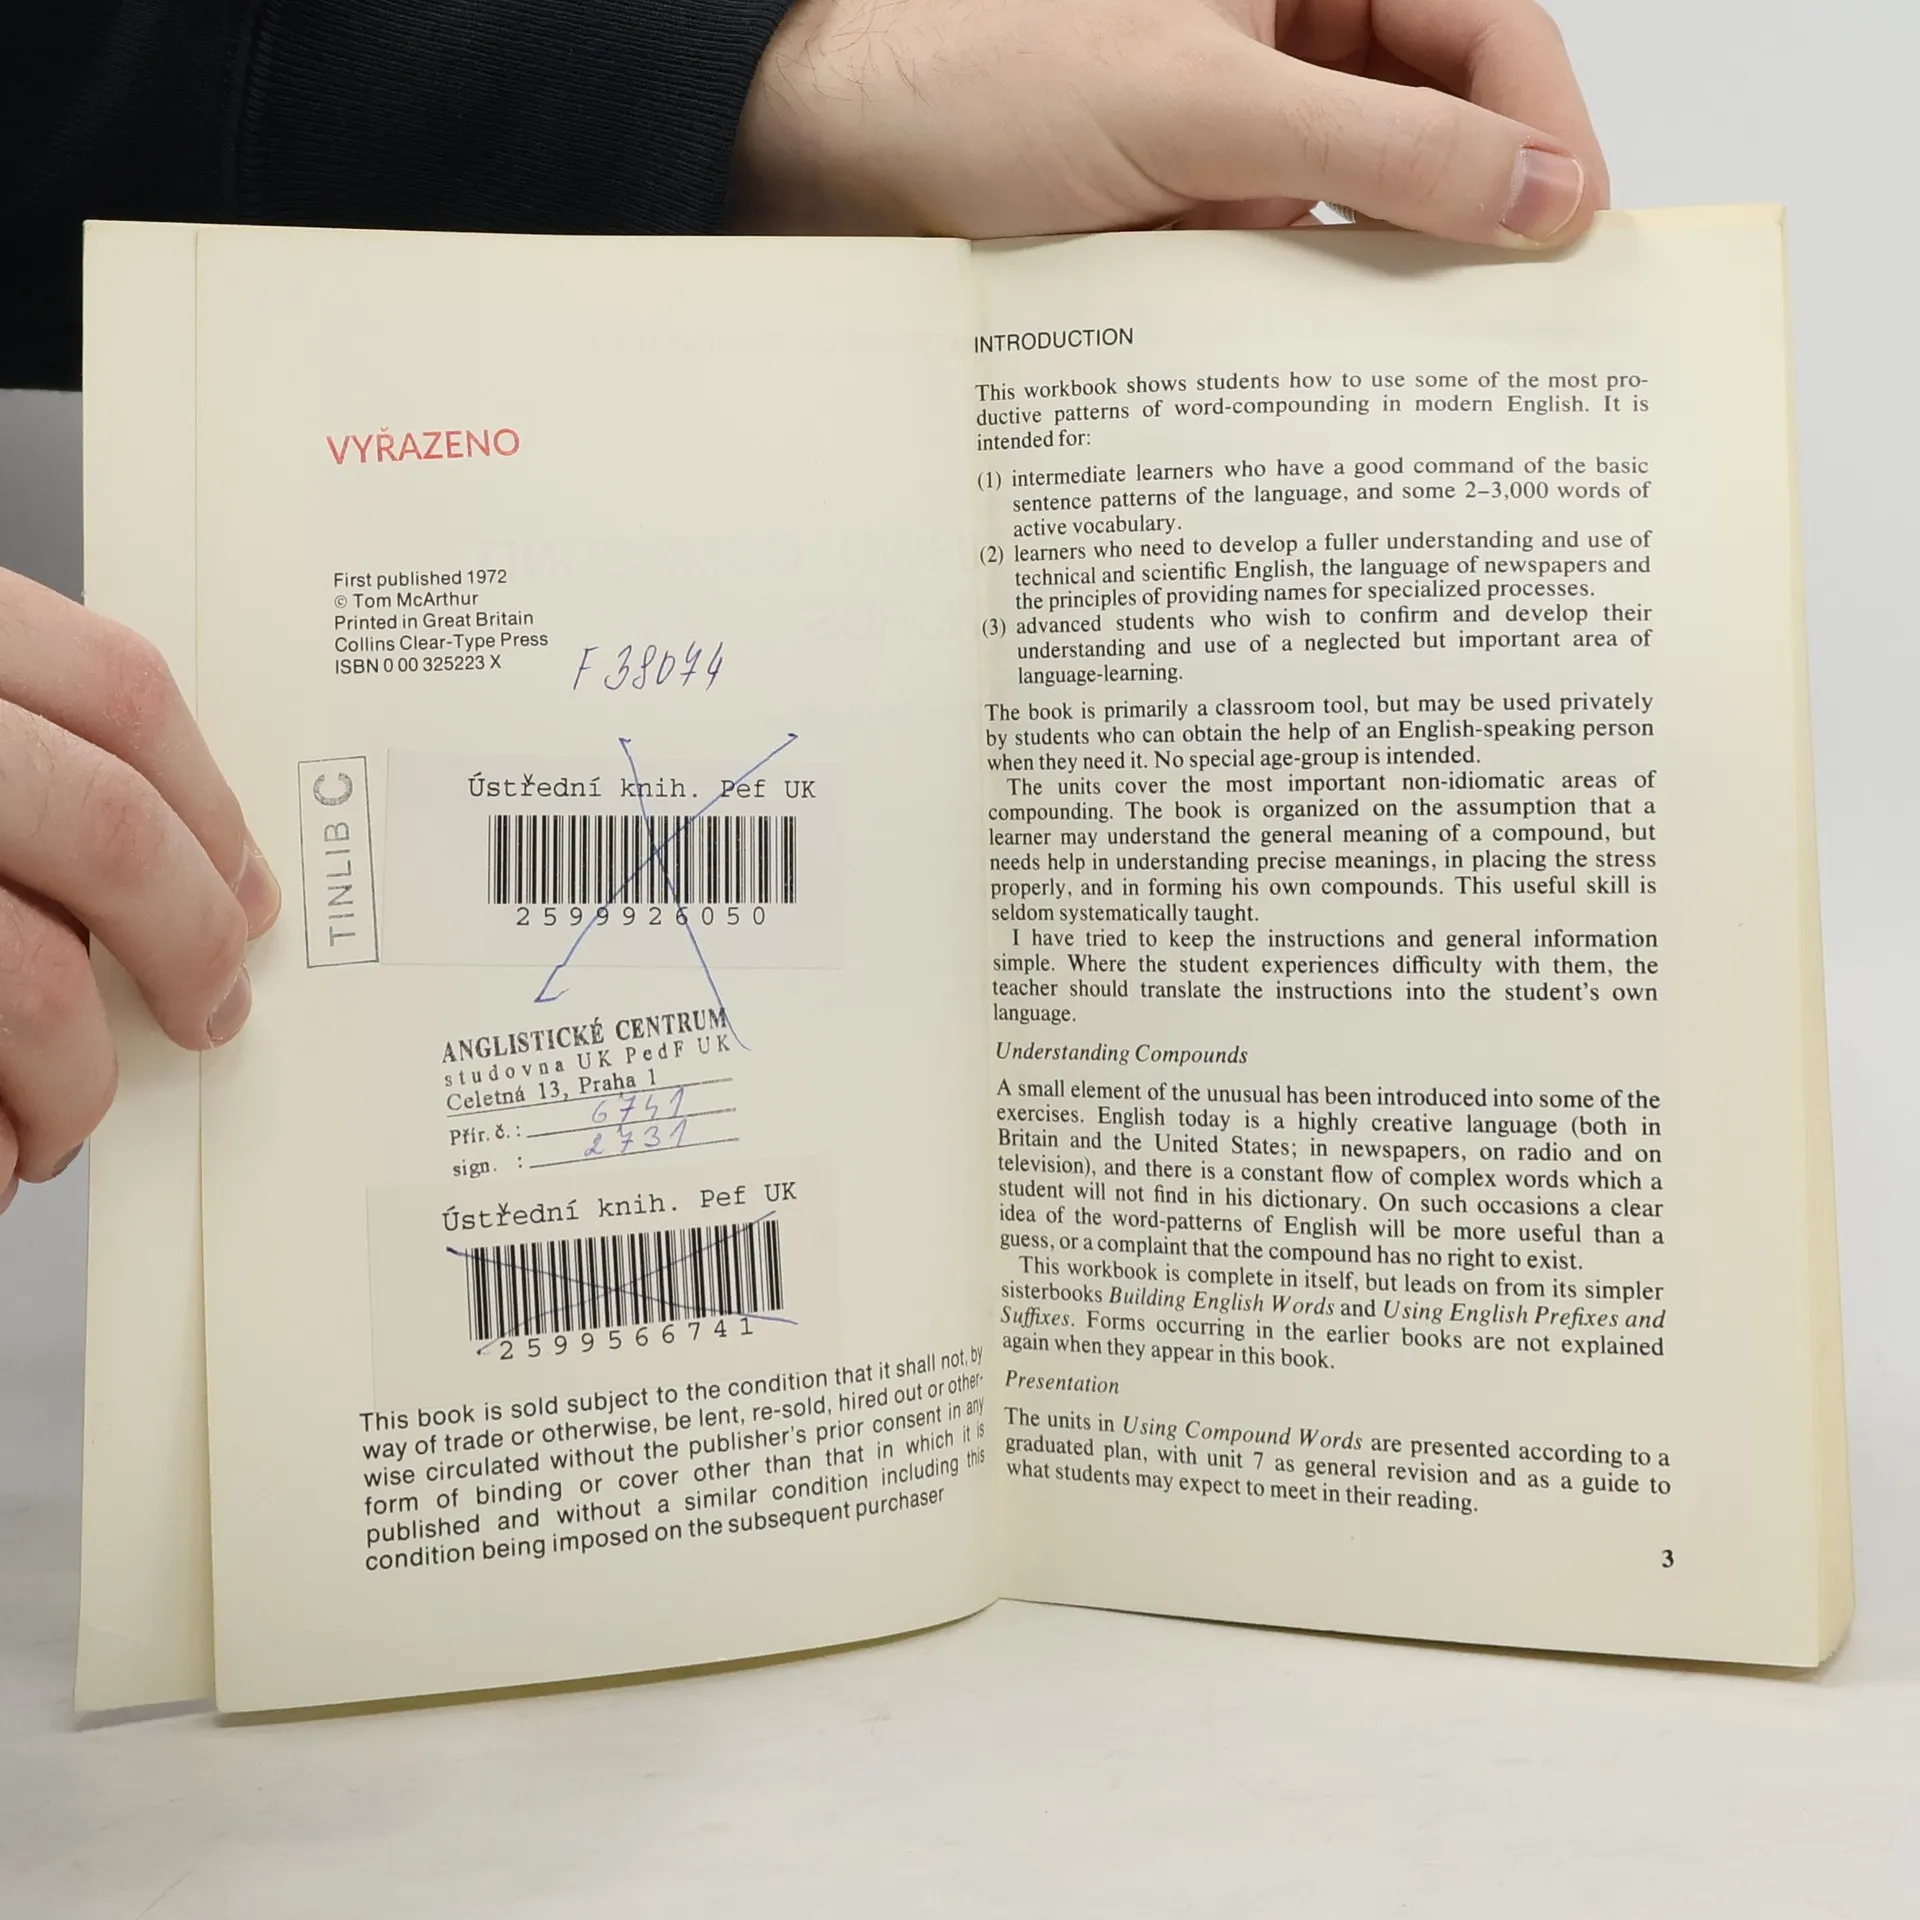 VYŘAZENO
First published 1972
© Tom McArthur
Printed in Great Britain
Collins Clear-Type Press
ISBN 0 00 325223 X
F 38074
TINLIB C
Ústřední knih. Pef UK
2599926050
ANGLISTICKÉ CENTRUM
studovna UK PedF UK
Celetná 13, Praha 1
Přír. č.: 6741
sign. : 2731
Ústřední knih. Pef UK
2599566741
This book is sold subject to the condition that it shall not, by
way of trade or otherwise, be lent, re-sold, hired out or other-
wise circulated without the publisher's prior consent in any
form of binding or cover other than that in which it is
published and without a similar condition including this
condition being imposed on the subsequent purchaser
INTRODUCTION
This workbook shows students how to use some of the most pro-
ductive patterns of word-compounding in modern English. It is
intended for:
(1) intermediate learners who have a good command of the basic
sentence patterns of the language, and some 2–3,000 words of
active vocabulary.
(2) learners who need to develop a fuller understanding and use of
technical and scientific English, the language of newspapers and
the principles of providing names for specialized processes.
(3) advanced students who wish to confirm and develop their
understanding and use of a neglected but important area of
language-learning.
The book is primarily a classroom tool, but may be used privately
by students who can obtain the help of an English-speaking person
when they need it. No special age-group is intended.
The units cover the most important non-idiomatic areas of
compounding. The book is organized on the assumption that a
learner may understand the general meaning of a compound, but
needs help in understanding precise meanings, in placing the stress
properly, and in forming his own compounds. This useful skill is
seldom systematically taught.
I have tried to keep the instructions and general information
simple. Where the student experiences difficulty with them, the
teacher should translate the instructions into the student's own
language.
Understanding Compounds
A small element of the unusual has been introduced into some of the
exercises. English today is a highly creative language (both in
Britain and the United States; in newspapers, on radio and on
television), and there is a constant flow of complex words which a
student will not find in his dictionary. On such occasions a clear
idea of the word-patterns of English will be more useful than a
guess, or a complaint that the compound has no right to exist.
This workbook is complete in itself, but leads on from its simpler
sisterbooks Building English Words and Using English Prefixes and
Suffixes. Forms occurring in the earlier books are not explained
again when they appear in this book.
Presentation
The units in Using Compound Words are presented according to a
graduated plan, with unit 7 as general revision and as a guide to
what students may expect to meet in their reading.
3